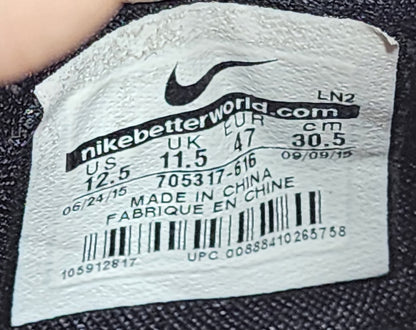 LN2
nikebetterworld.com
US UK EUR cm
12.5 11.5 47 30.5
06/24/15 705317-616 09/09/15
MADE IN CHINA
FABRIQUE EN CHINE
105912817 UPC 00888410265758